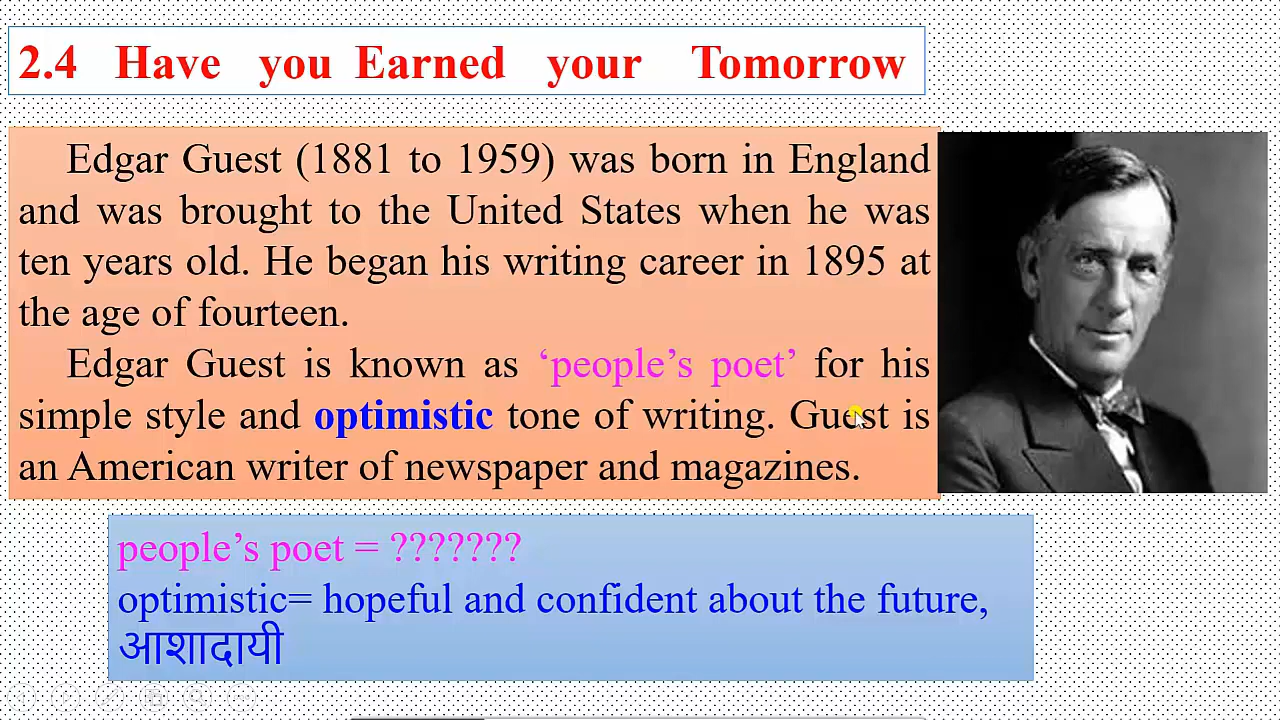 2.4 Have you Earned your Tomorrow
Edgar Guest (1881 to 1959) was born in England
and was brought to the United States when he was
ten years old. He began his writing career in 1895 at
the age of fourteen.
Edgar Guest is known as ‘people’s poet’ for his
simple style and optimistic tone of writing. Guest is
an American writer of newspaper and magazines.
people’s poet = ???????
optimistic= hopeful and confident about the future,
आशादायी